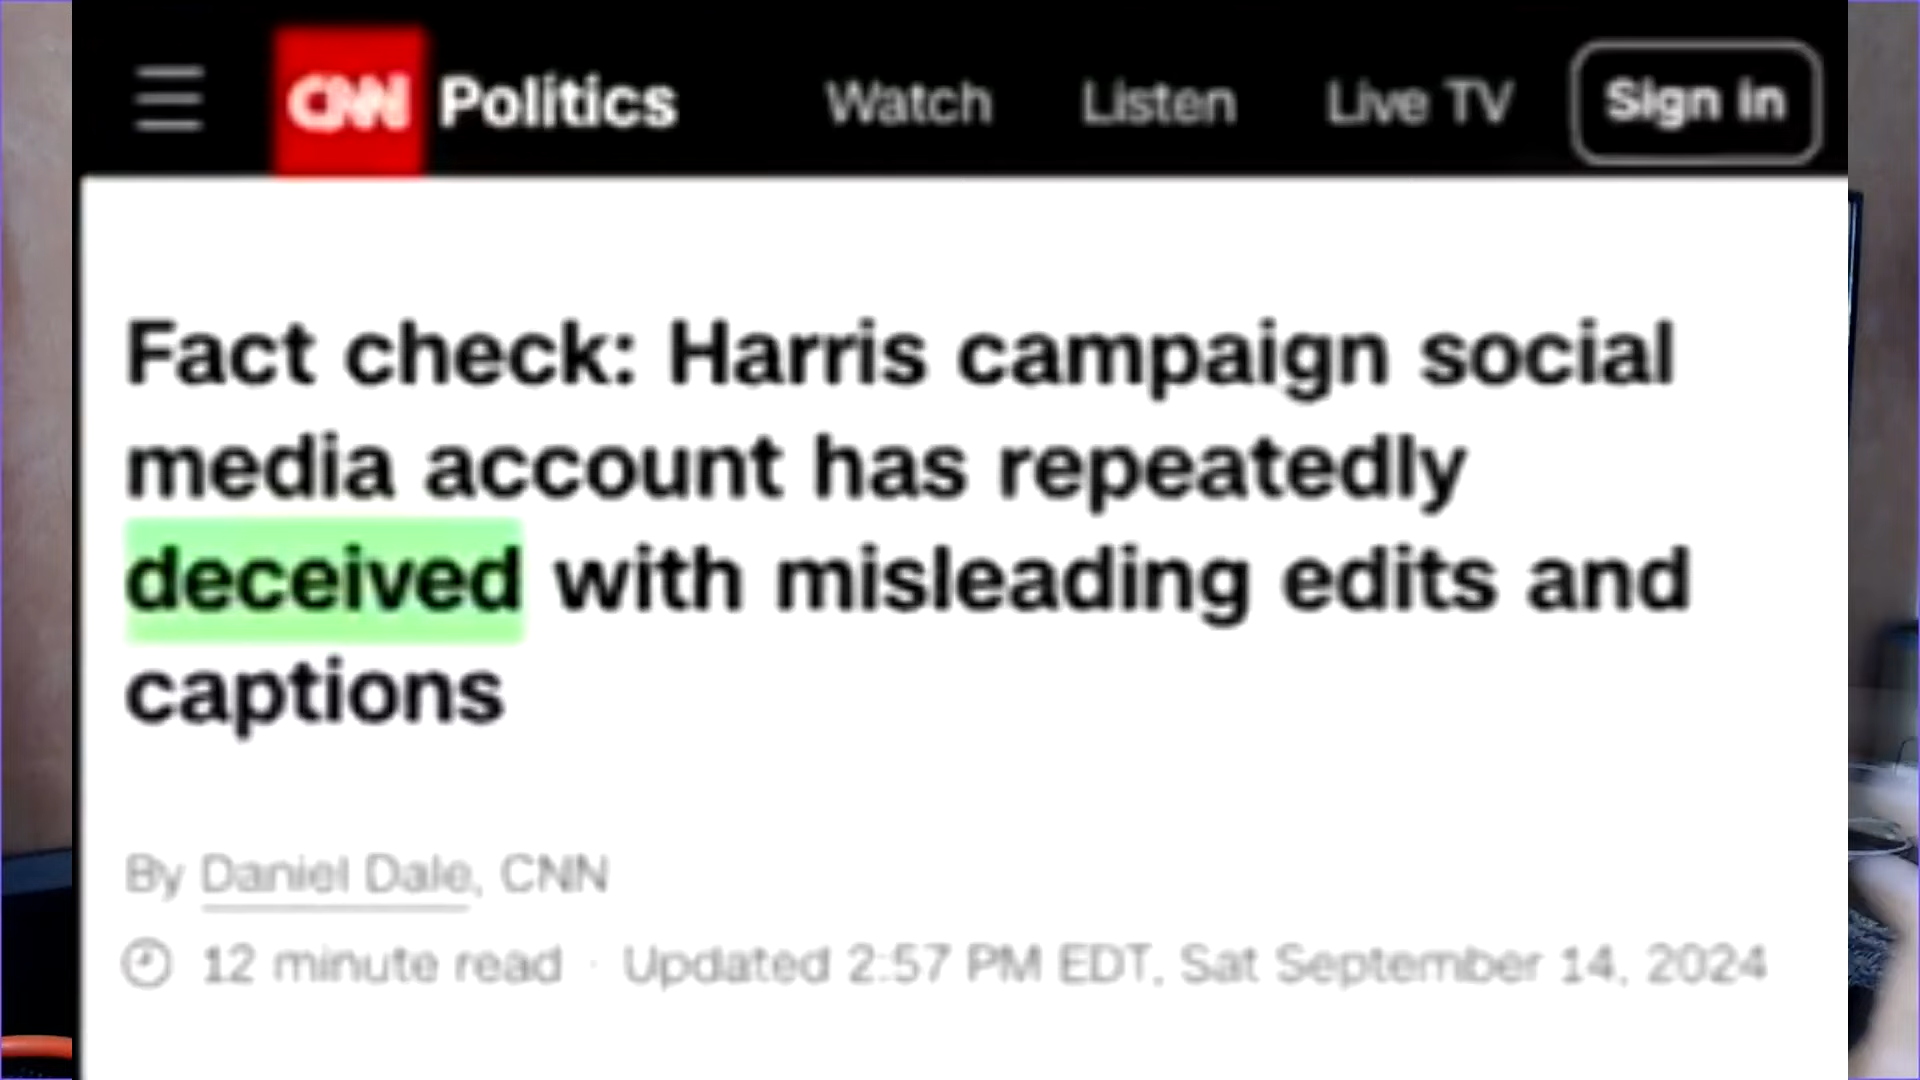 CNN Politics Watch Listen Live TV Sign in
Fact check: Harris campaign social
media account has repeatedly
deceived with misleading edits and
captions
By Daniel Dale, CNN
12 minute read · Updated 2:57 PM EDT, Sat September 14, 2024